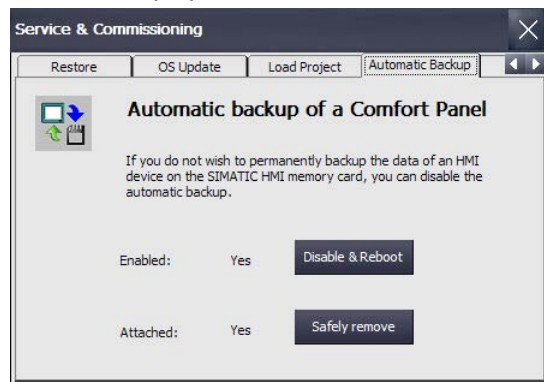 Service & Commissioning
Restore
OS Update
Load Project
Automatic Backup
Automatic backup of a Comfort Panel
If you do not wish to permanently backup the data of an HMI
device on the SIMATIC HMI memory card, you can disable the
automatic backup.
Enabled: Yes Disable & Reboot
Attached: Yes Safely remove